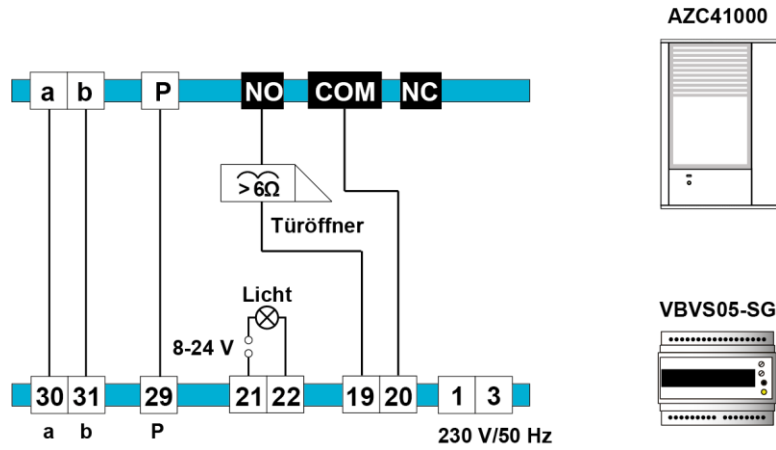 AZC41000
a b P NO COM NC
> 6Ω
Türöffner
Licht
8-24 V
VBVS05-SG
30 31 29 21 22 19 20 1 3
a b P
230 V/50 Hz